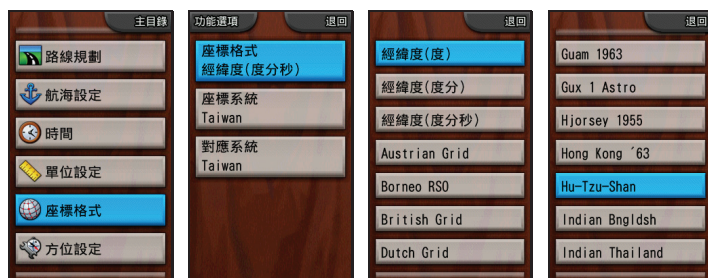 主目錄
路線規劃
航海設定
時間
單位設定
座標格式
方位設定
功能選項
退回
座標格式
經緯度(度分秒)
座標系統
Taiwan
對應系統
Taiwan
退回
經緯度(度)
經緯度(度分)
經緯度(度分秒)
Austrian Grid
Borneo RSO
British Grid
Dutch Grid
退回
Guam 1963
Gux 1 Astro
Hjorsey 1955
Hong Kong ´63
Hu-Tzu-Shan
Indian Bngldsh
Indian Thailand